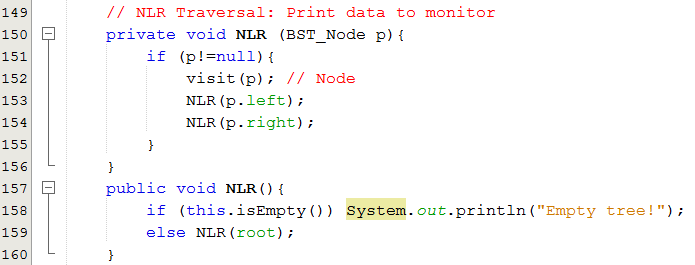 149 // NLR Traversal: Print data to monitor
150 private void NLR (BST_Node p){
151 if (p!=null){
152 visit(p); // Node
153 NLR(p.left);
154 NLR(p.right);
155 }
156 }
157 public void NLR(){
158 if (this.isEmpty()) System.out.println("Empty tree!");
159 else NLR(root);
160 }